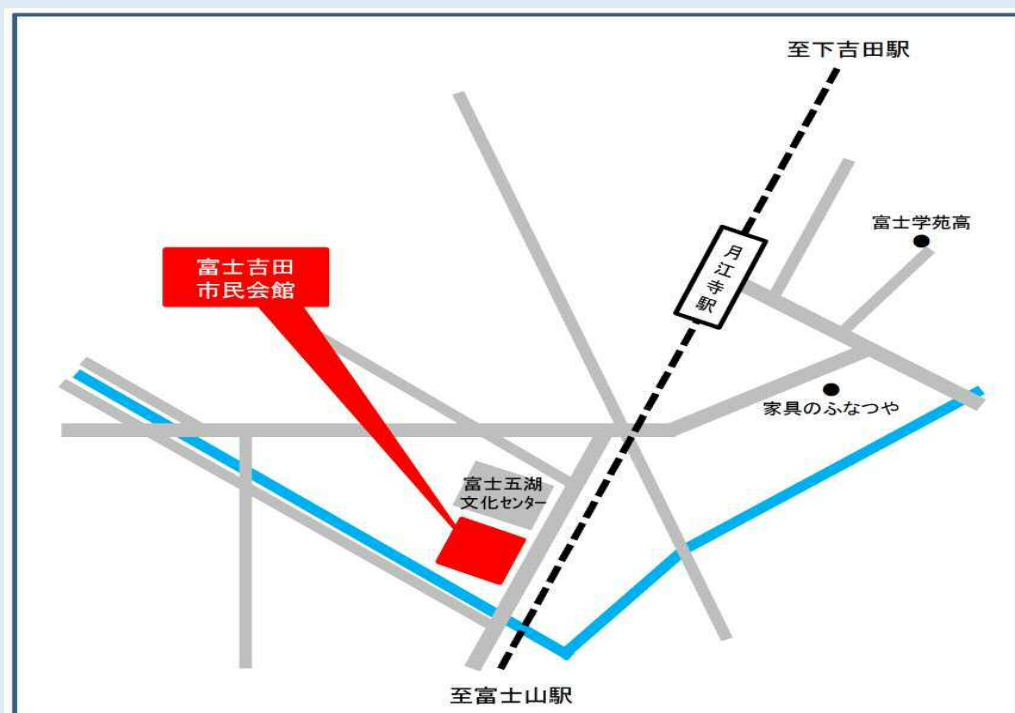 至下吉田駅
富士学苑高
月江寺駅
富士吉田
市民会館
家具のふなつや
富士五湖
文化センター
至富士山駅